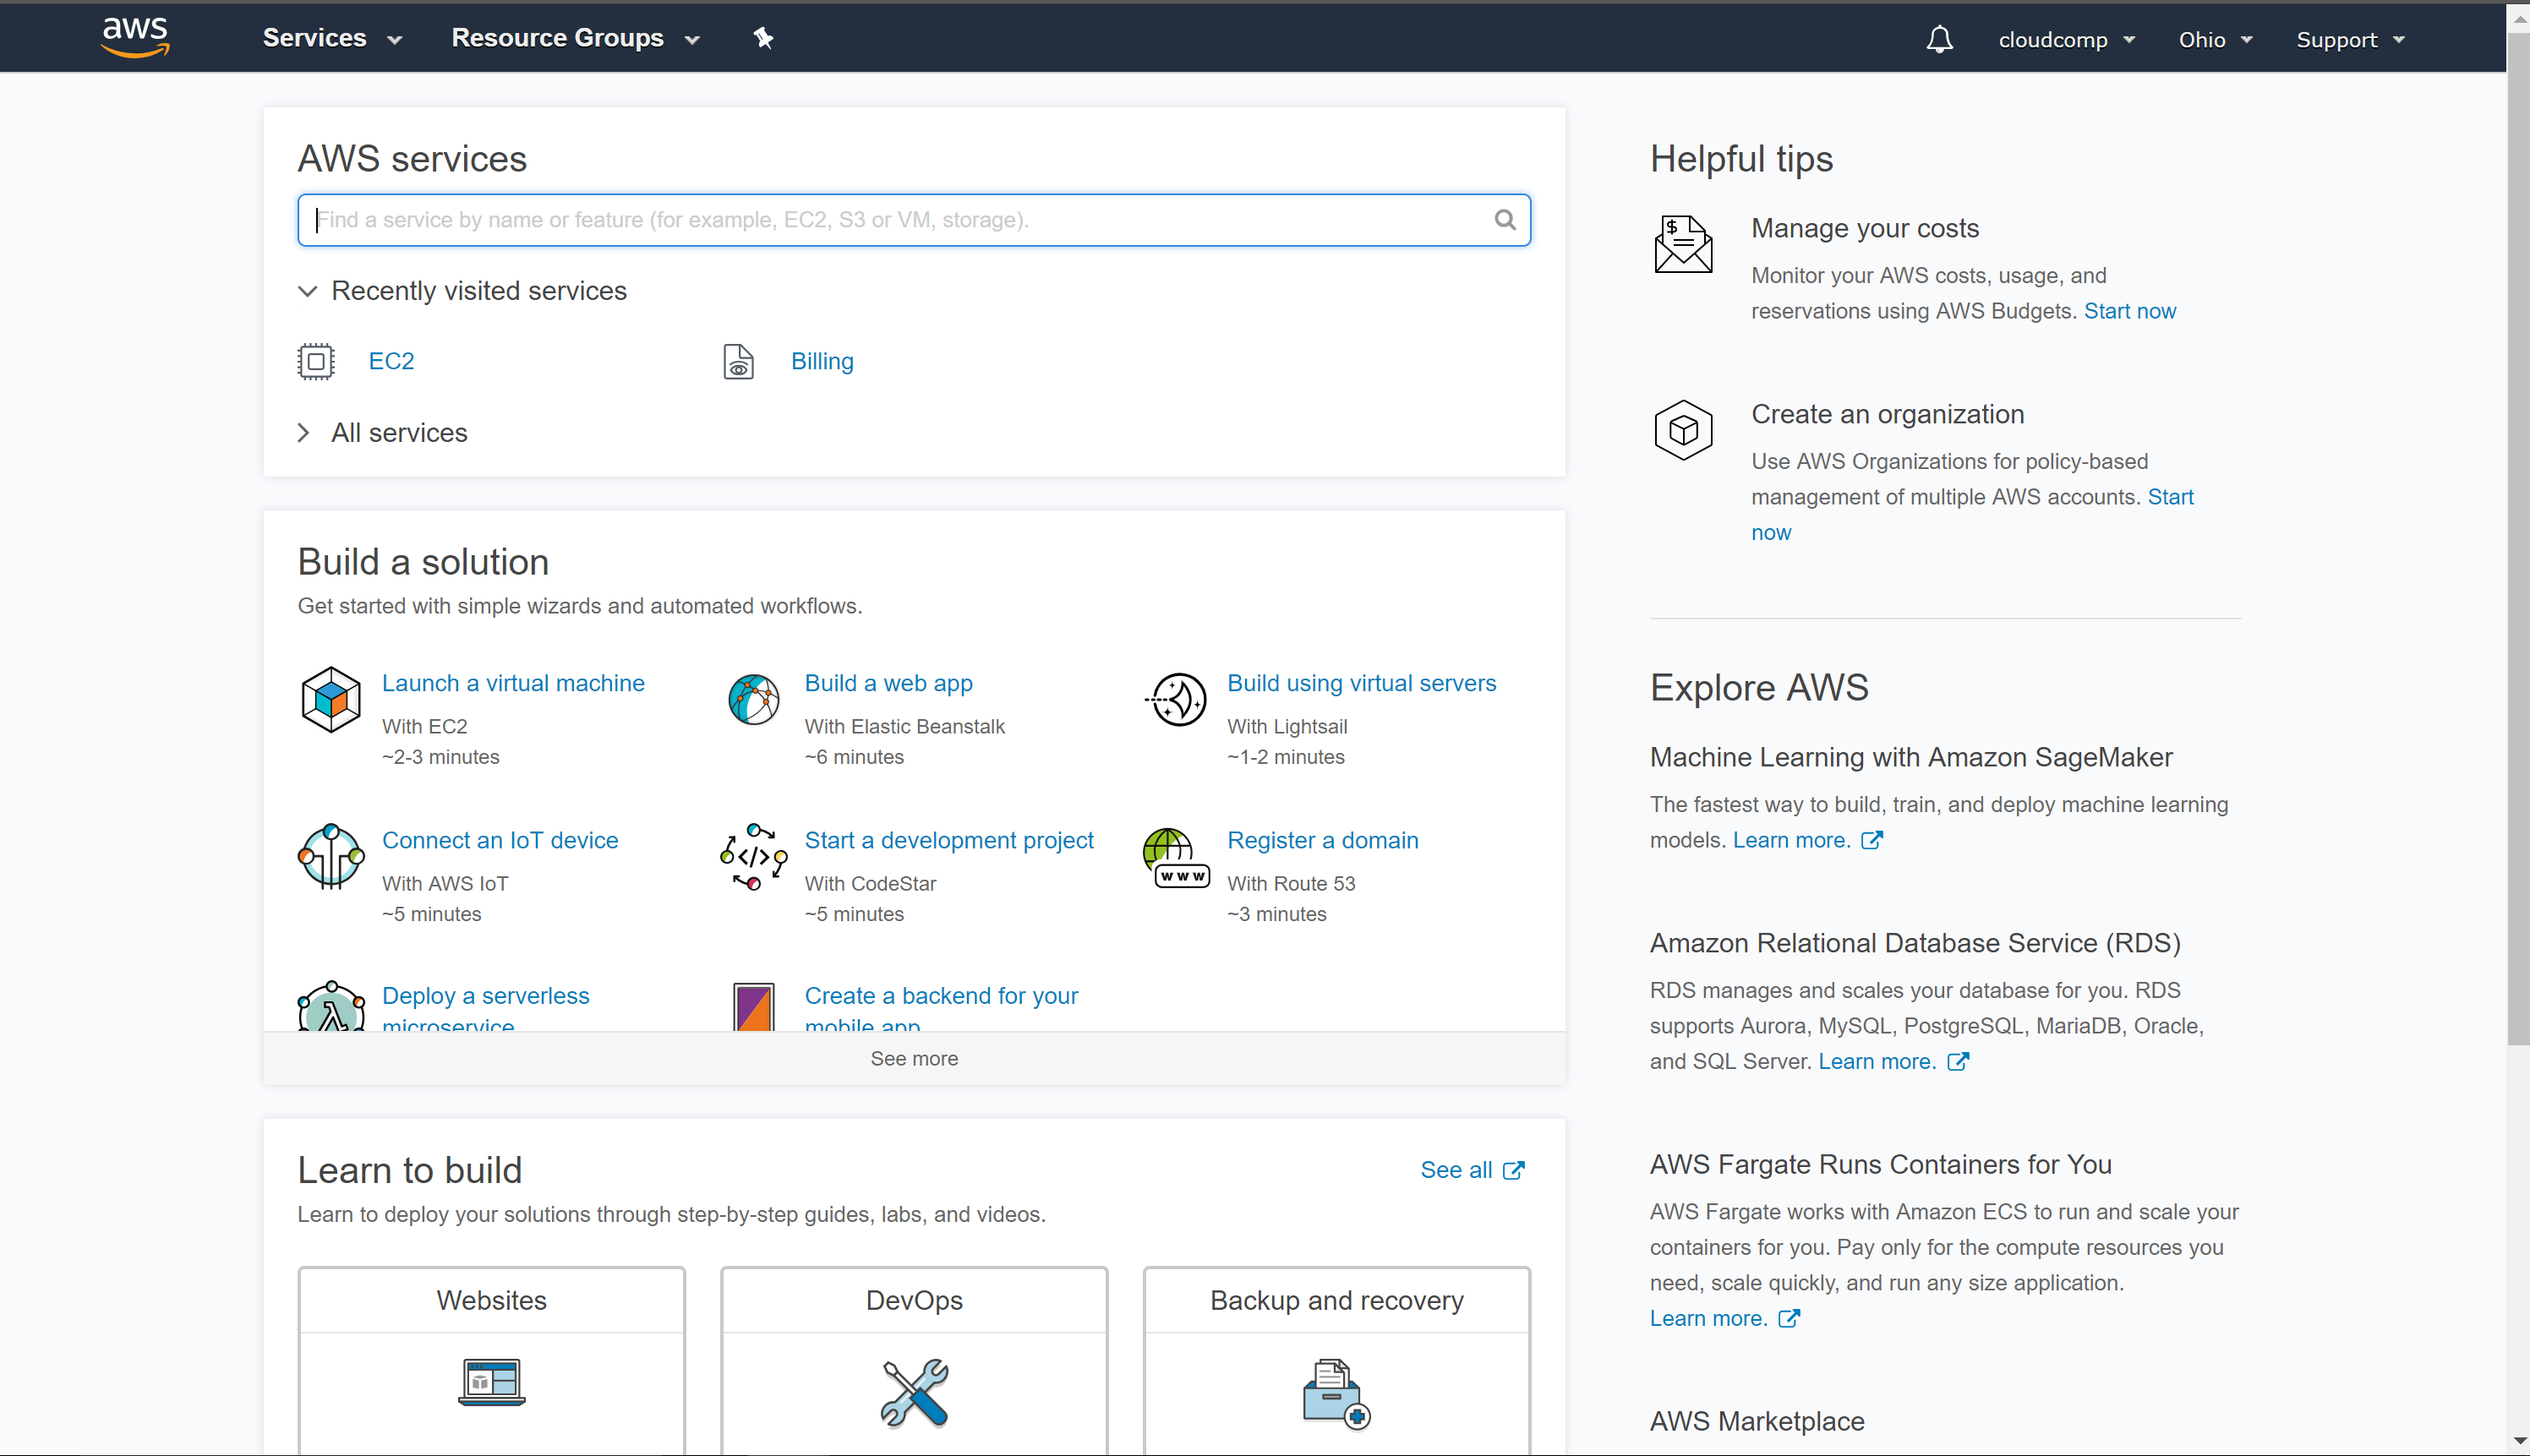 aws
Services
Resource Groups
cloudcomp
Ohio
Support
AWS services
Find a service by name or feature (for example, EC2, S3 or VM, storage).
Recently visited services
EC2
Billing
All services
Build a solution
Get started with simple wizards and automated workflows.
Launch a virtual machine
With EC2
~2-3 minutes
Build a web app
With Elastic Beanstalk
~6 minutes
Build using virtual servers
With Lightsail
~1-2 minutes
Connect an IoT device
With AWS IoT
~5 minutes
Start a development project
With CodeStar
~5 minutes
www
Register a domain
With Route 53
~3 minutes
Deploy a serverless
microservice
Create a backend for your
mobile app
See more
Learn to build
See all
Learn to deploy your solutions through step-by-step guides, labs, and videos.
Websites
DevOps
Backup and recovery
Helpful tips
Manage your costs
Monitor your AWS costs, usage, and
reservations using AWS Budgets. Start now
Create an organization
Use AWS Organizations for policy-based
management of multiple AWS accounts. Start
now
Explore AWS
Machine Learning with Amazon SageMaker
The fastest way to build, train, and deploy machine learning
models. Learn more.
Amazon Relational Database Service (RDS)
RDS manages and scales your database for you. RDS
supports Aurora, MySQL, PostgreSQL, MariaDB, Oracle,
and SQL Server. Learn more.
AWS Fargate Runs Containers for You
AWS Fargate works with Amazon ECS to run and scale your
containers for you. Pay only for the compute resources you
need, scale quickly, and run any size application.
Learn more.
AWS Marketplace